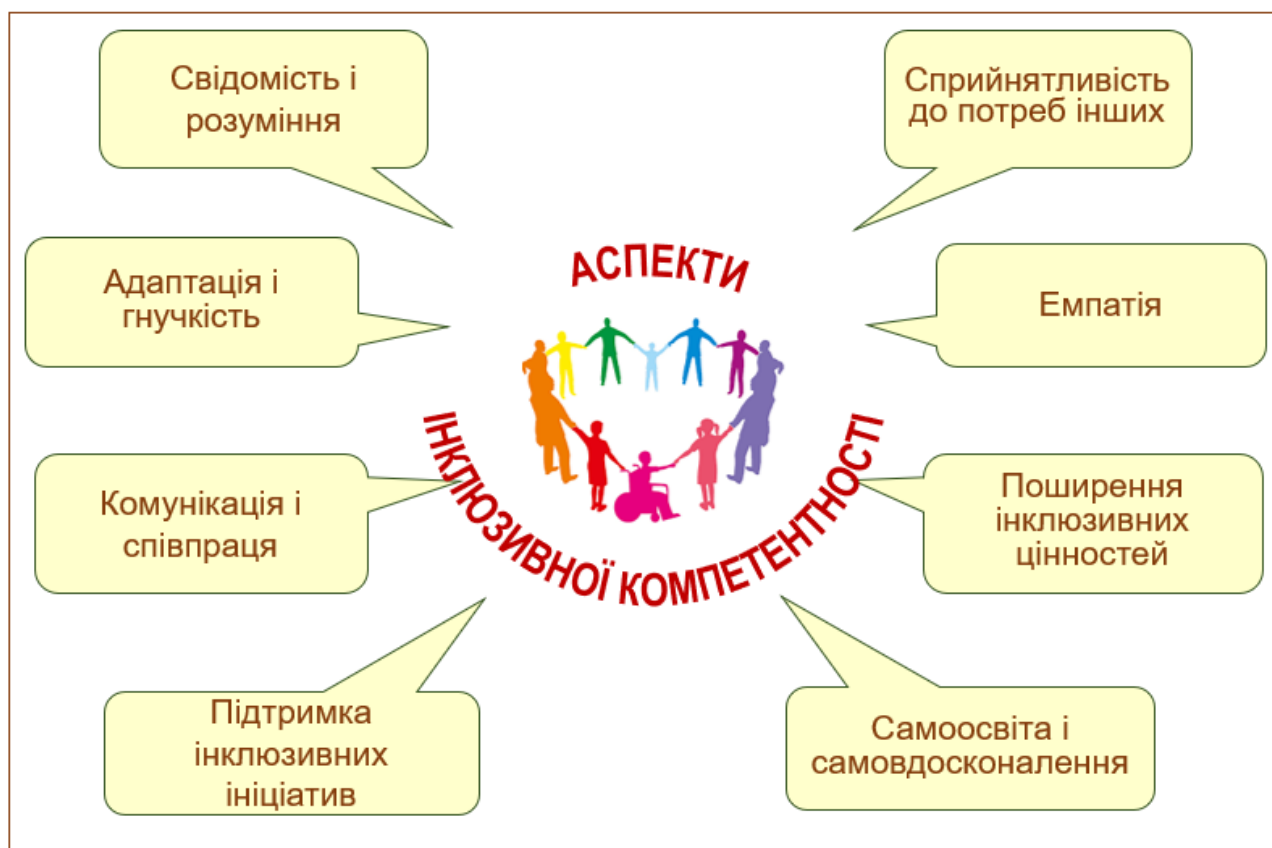 Свідомість і
розуміння
Сприйнятливість
до потреб інших
АСПЕКТИ
Адаптація і
гнучкість
Емпатія
ІНКЛЮЗИВНОЇ КОМПЕТЕНТНОСТІ
Комунікація і
співпраця
Поширення
інклюзивних
цінностей
Підтримка
інклюзивних
ініціатив
Самоосвіта і
самовдосконалення